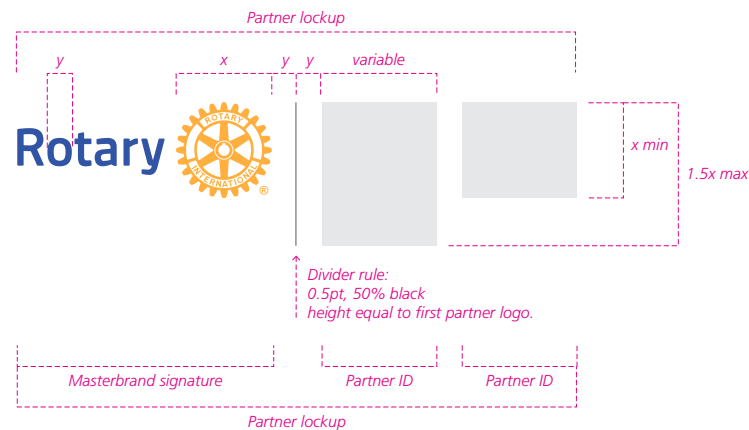 Partner lockup
y x y y variable
Rotary
ROTARY
INTERNATIONAL
®
x min
1.5x max
Divider rule:
0.5pt, 50% black
height equal to first partner logo.
Masterbrand signature Partner ID Partner ID
Partner lockup